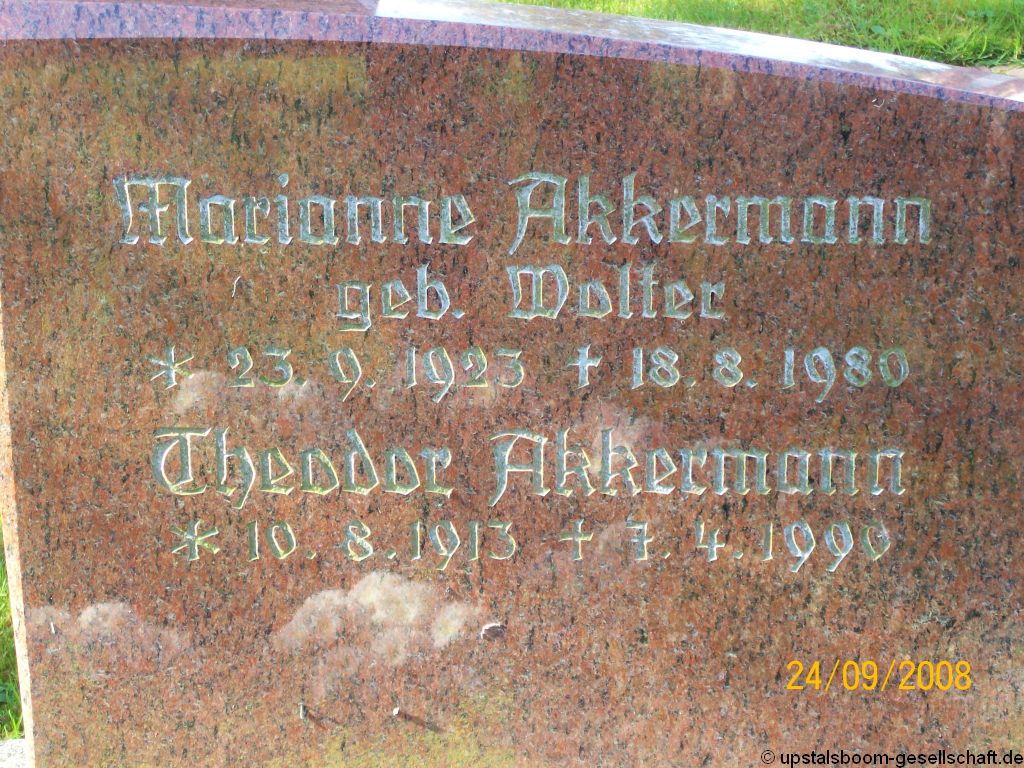 Marianne Akkermann
geb. Wolter
* 23. 9. 1923 † 18. 8. 1980
Theodor Akkermann
* 10. 8. 1913 † 7. 4. 1990
24/09/2008
© upstalsboom-gesellschaft.de